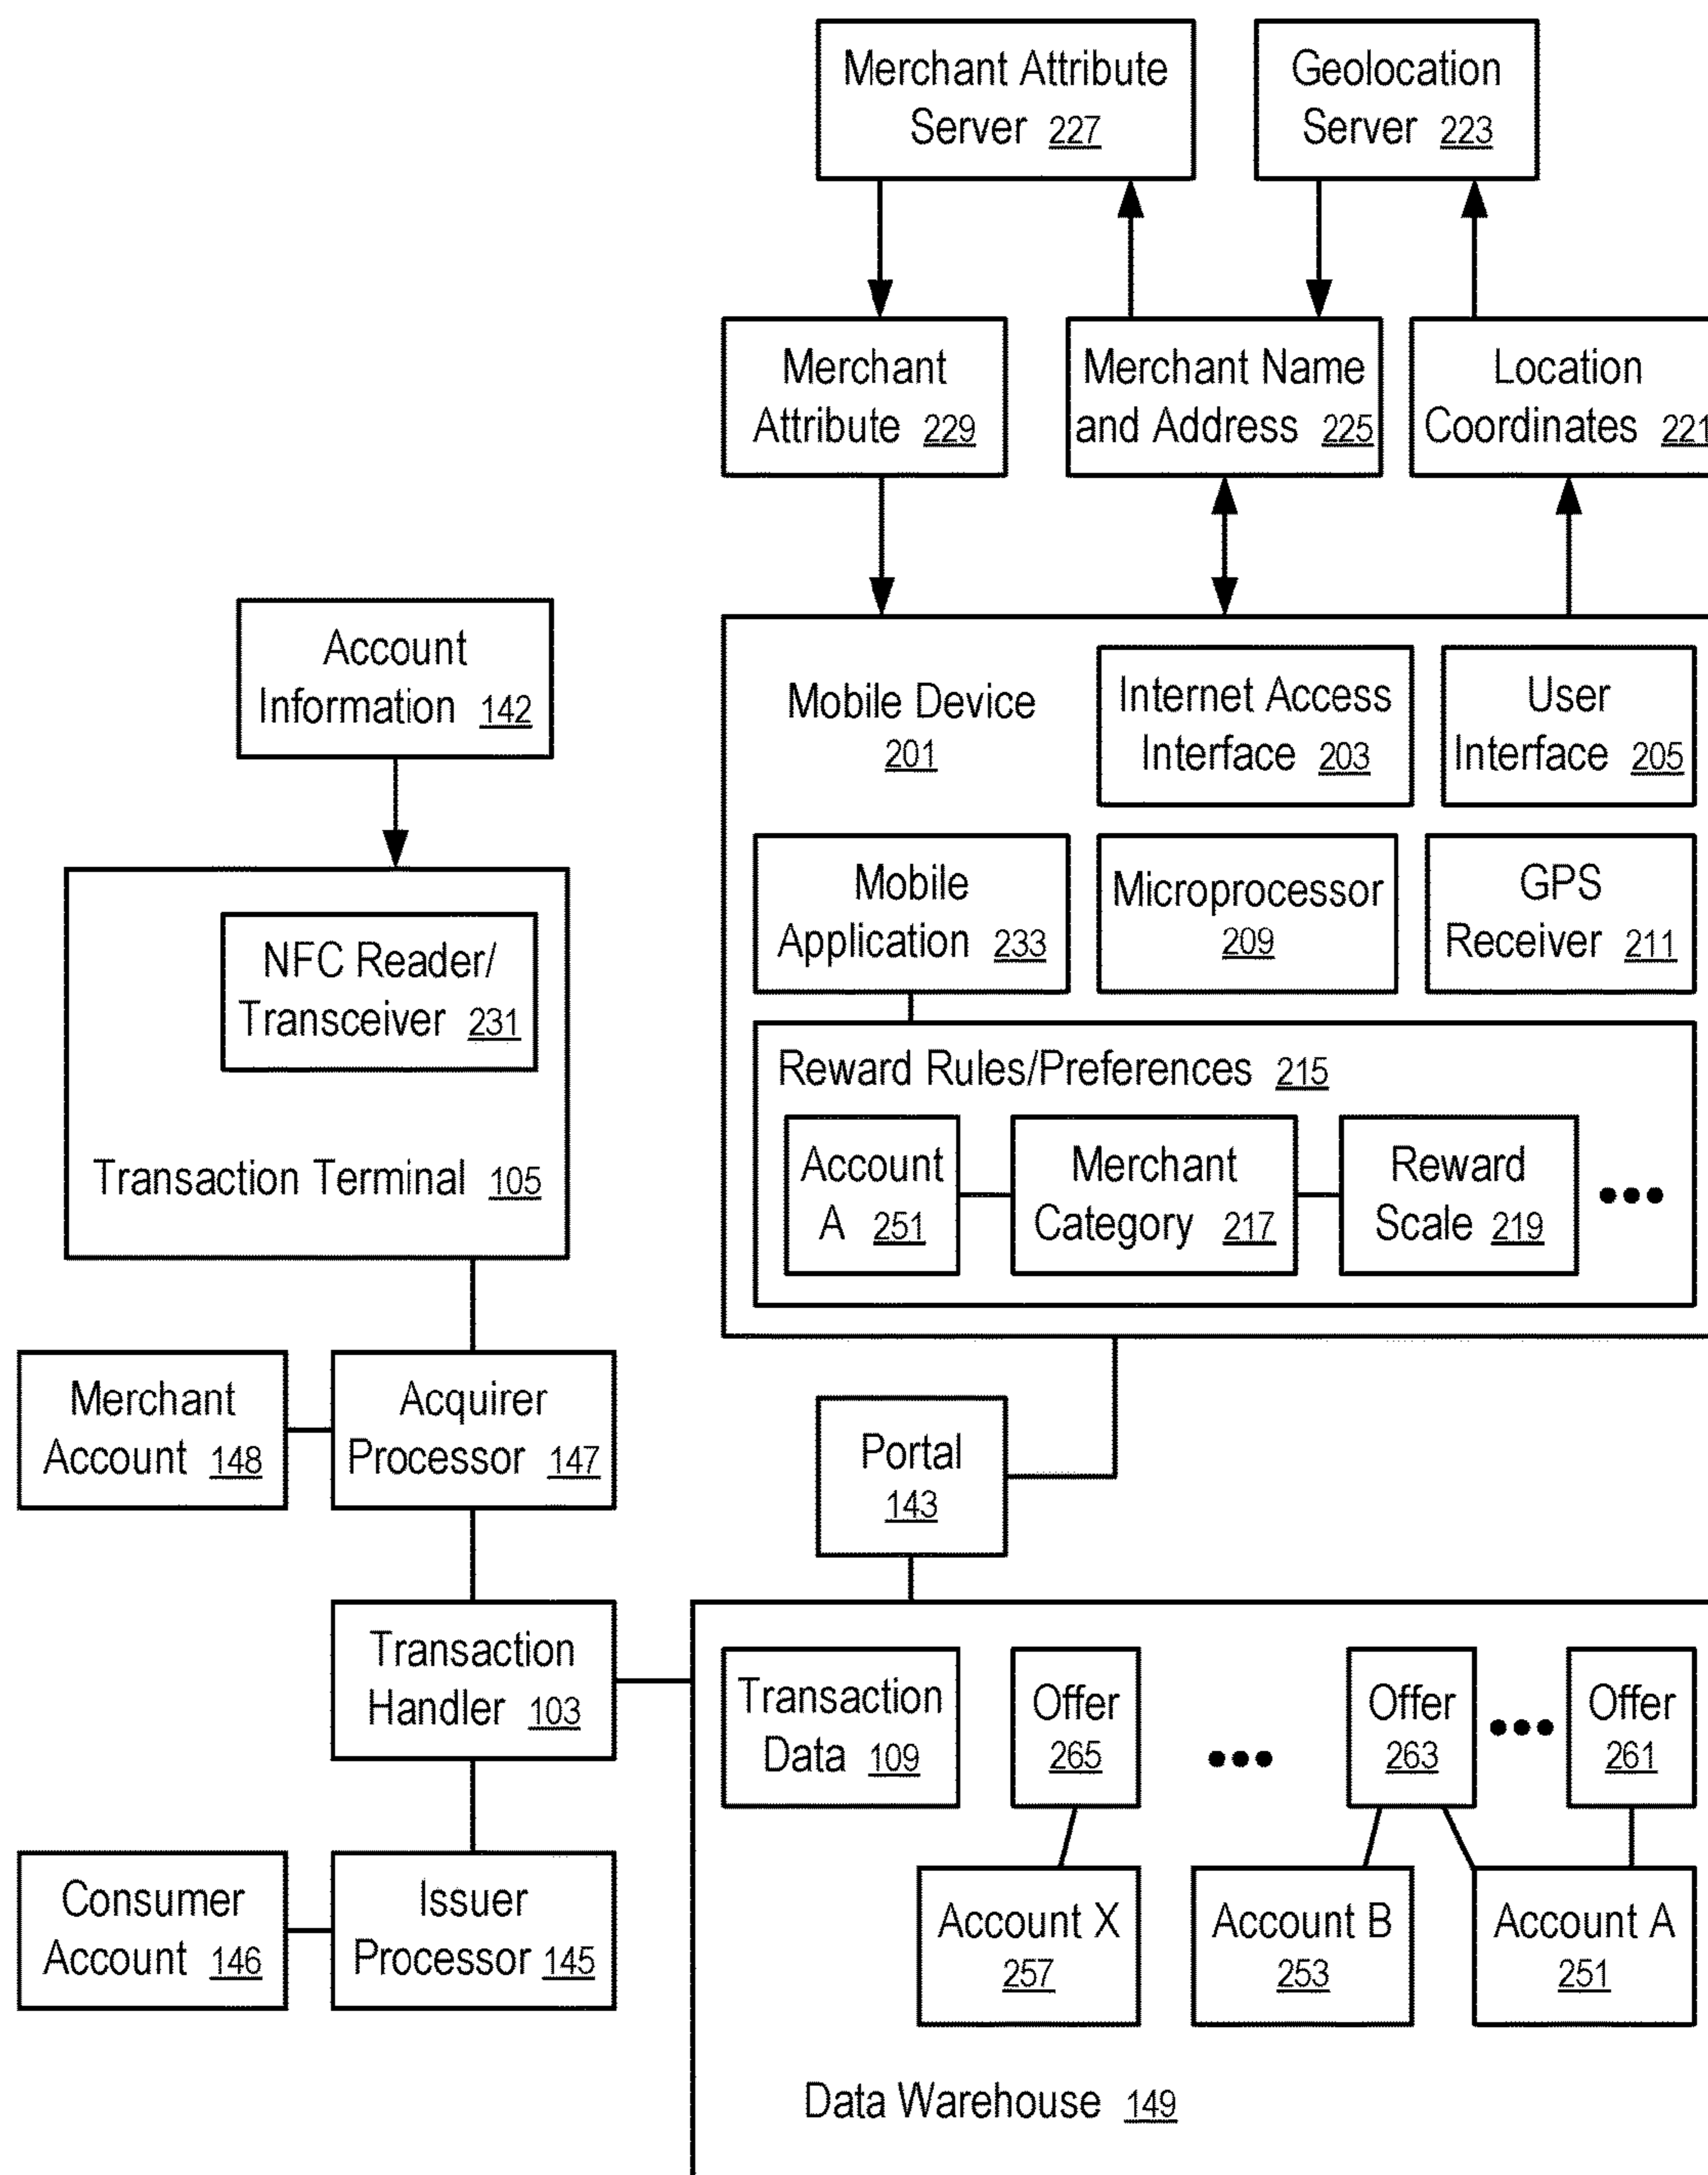 Merchant Attribute
Server 227
Geolocation
Server 223
Merchant
Attribute 229
Merchant Name
and Address 225
Location
Coordinates 221
Account
Information 142
Mobile Device
201
Internet Access
Interface 203
User
Interface 205
Mobile
Application 233
Microprocessor
209
GPS
Receiver 211
NFC Reader/
Transceiver 231
Transaction Terminal 105
Reward Rules/Preferences 215
Account
A 251
Merchant
Category 217
Reward
Scale 219
Merchant
Account 148
Acquirer
Processor 147
Portal
143
Transaction
Handler 103
Transaction
Data 109
Offer
265
Offer
263
Offer
261
Consumer
Account 146
Issuer
Processor 145
Account X
257
Account B
253
Account A
251
Data Warehouse 149